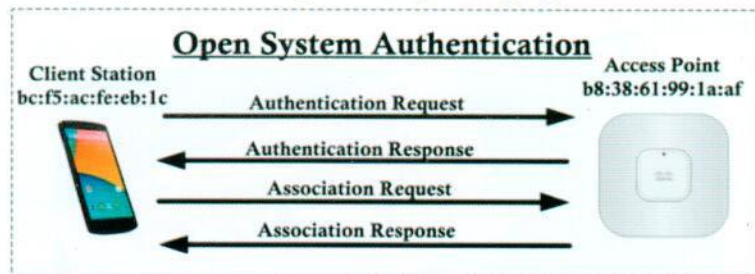 Open System Authentication
Client Station
bc:f5:ac:fe:eb:1c
Access Point
b8:38:61:99:1a:af
Authentication Request
Authentication Response
Association Request
Association Response